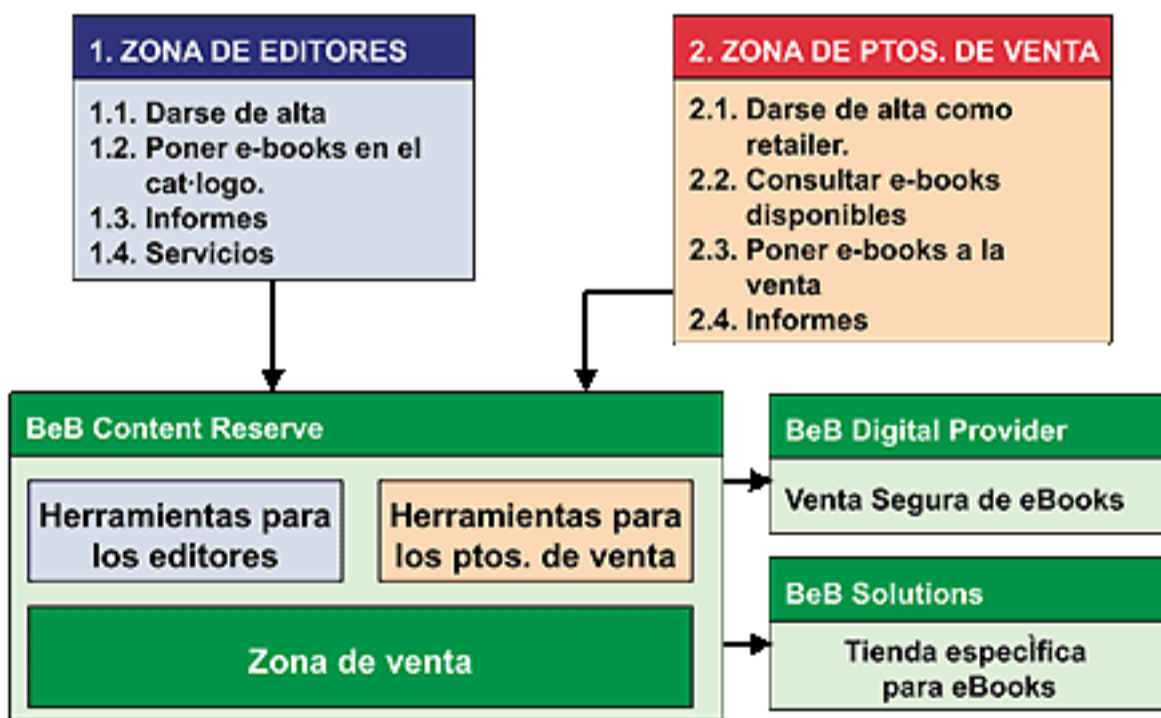 1. ZONA DE EDITORES
1.1. Darse de alta
1.2. Poner e-books en el
cat·logo.
1.3. Informes
1.4. Servicios
2. ZONA DE PTOS. DE VENTA
2.1. Darse de alta como
retailer.
2.2. Consultar e-books
disponibles
2.3. Poner e-books a la
venta
2.4. Informes
BeB Content Reserve
Herramientas para
los editores
Herramientas para
los ptos. de venta
Zona de venta
BeB Digital Provider
Venta Segura de eBooks
BeB Solutions
Tienda especÌfica
para eBooks